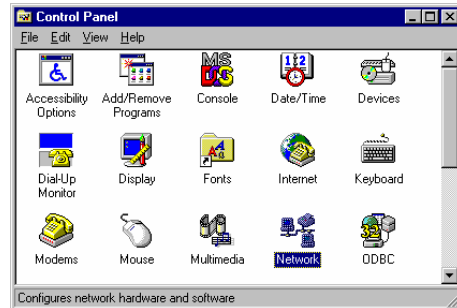 Control Panel
File Edit View Help
Accessibility Options
Add/Remove Programs
Console
Date/Time
Devices
Dial-Up Monitor
Display
Fonts
Internet
Keyboard
Modems
Mouse
Multimedia
Network
ODBC
Configures network hardware and software